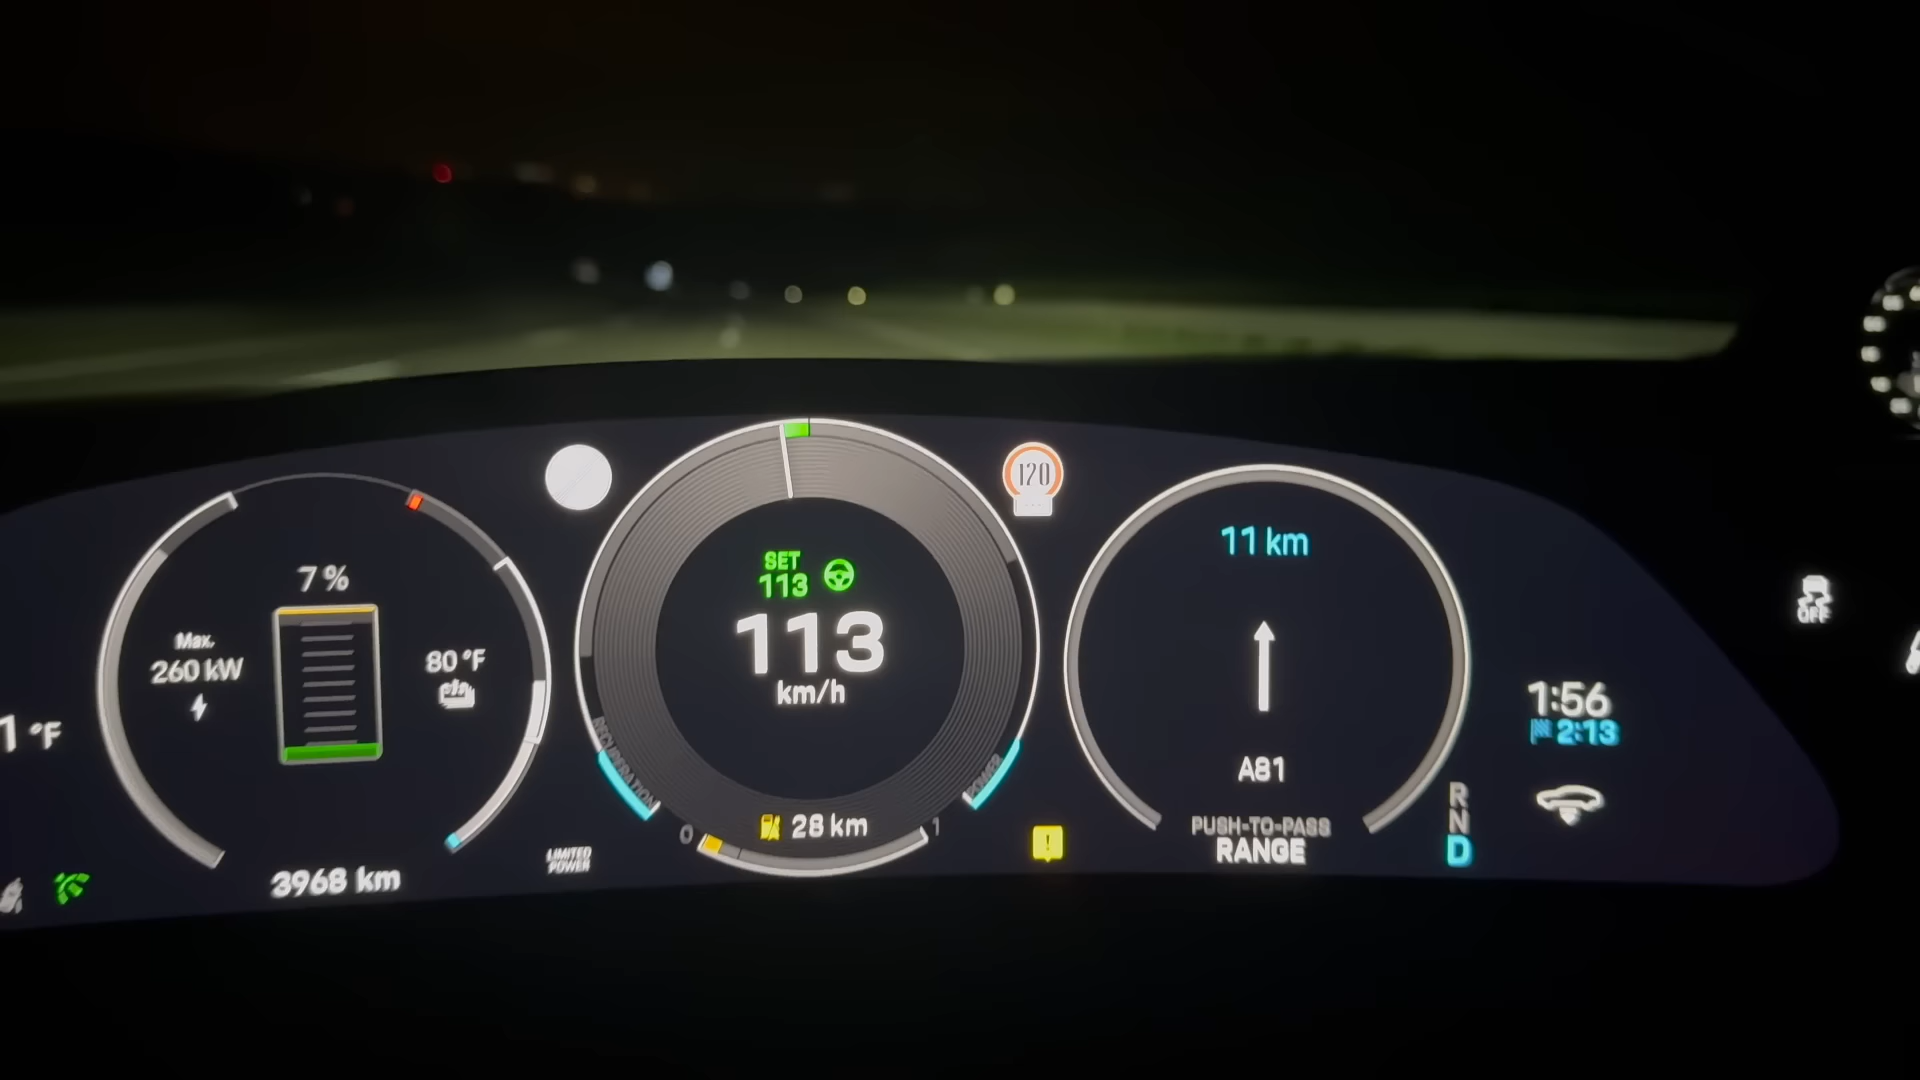 7 %
Max.
260 kW
80 °F
1 °F
3968 km
LIMITED
POWER
SET
113
113
km/h
RECUPERATION
POWER
0
28 km
1
120
11 km
A81
PUSH-TO-PASS
RANGE
R
N
D
1:56
2:13
OFF